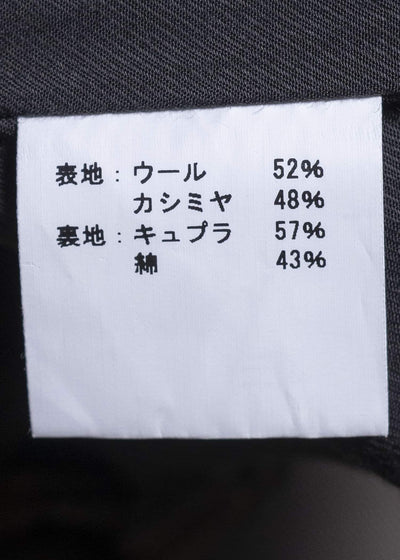 表地：ウール 52%
カシミヤ 48%
裏地：キュプラ 57%
綿 43%